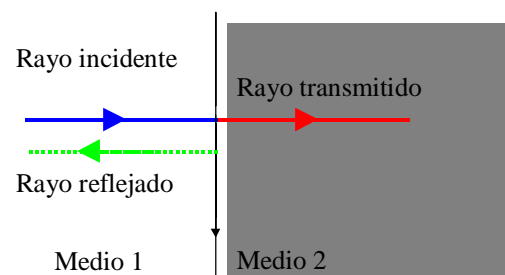 Rayo incidente
Rayo transmitido
Rayo reflejado
Medio 1
Medio 2